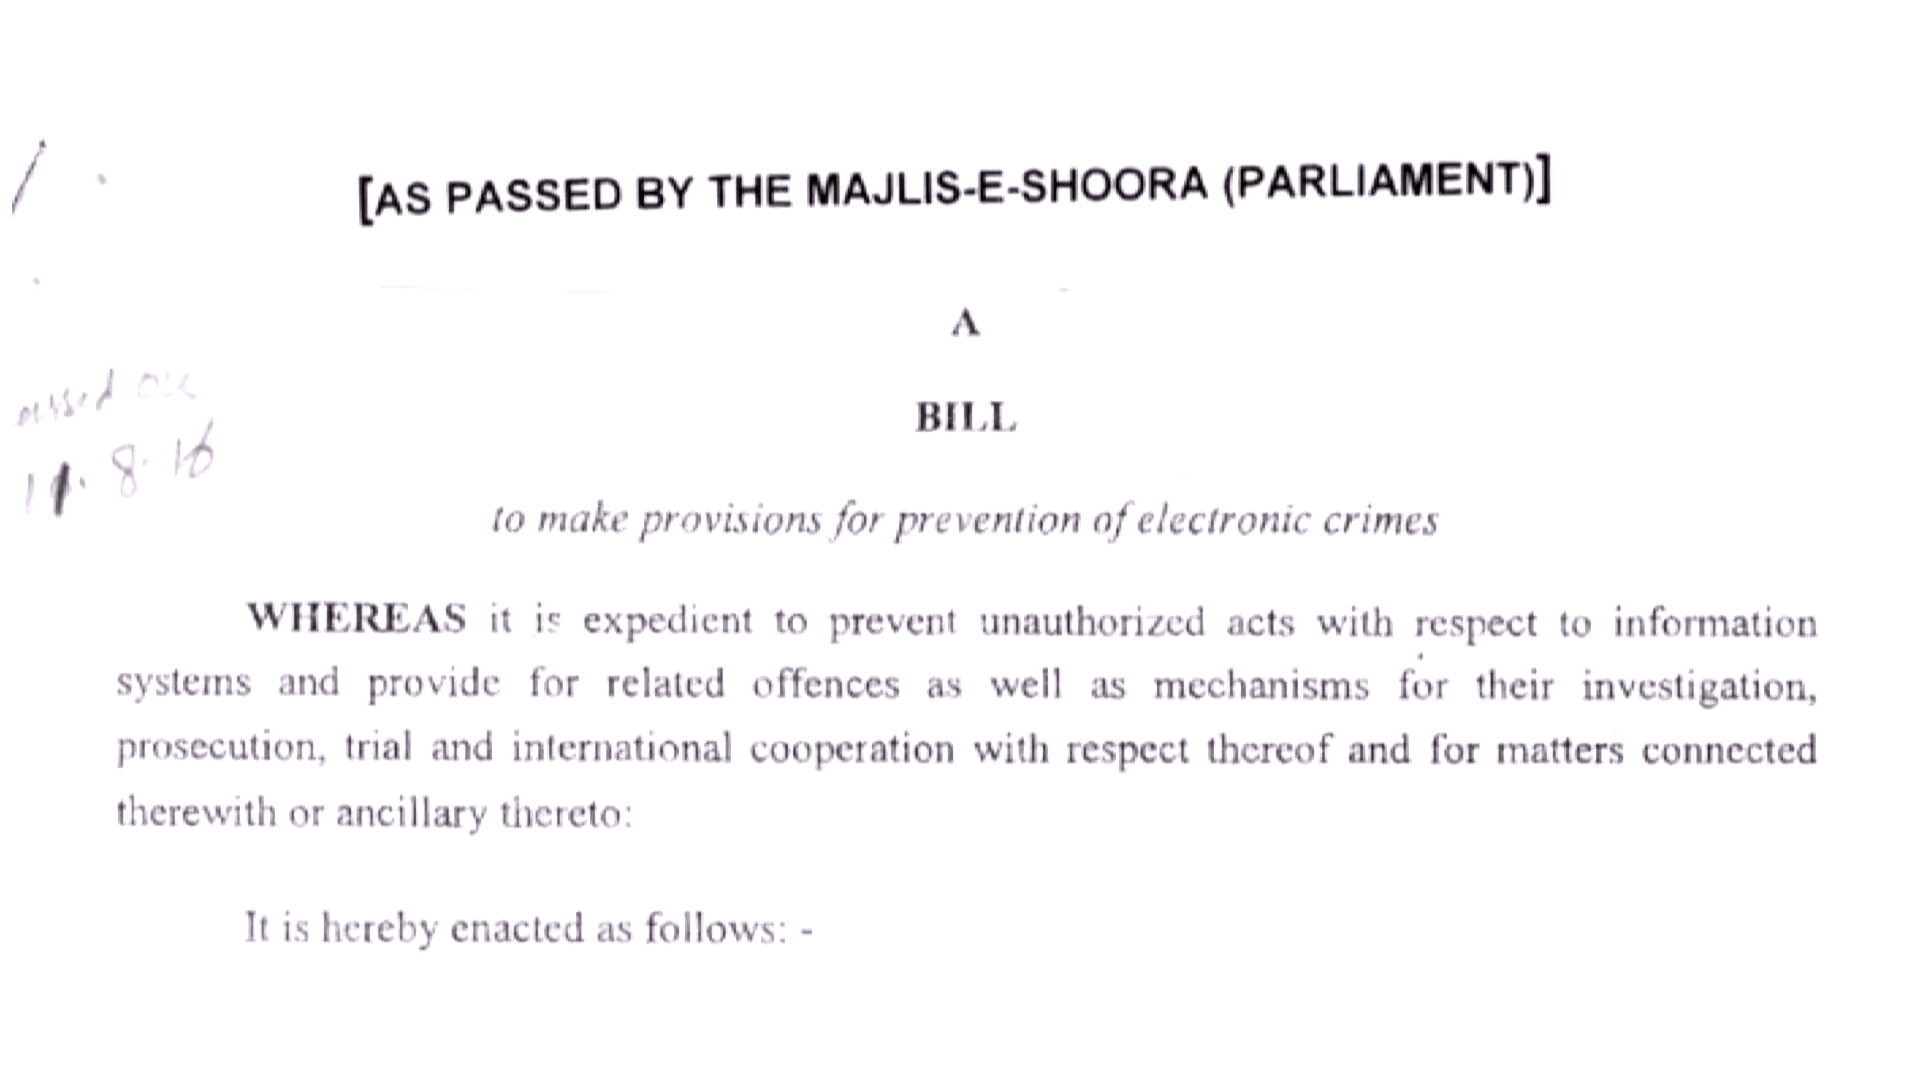 [AS PASSED BY THE MAJLIS-E-SHOORA (PARLIAMENT)]
A
BILL
passed on
11.8.16
to make provisions for prevention of electronic crimes
WHEREAS it is expedient to prevent unauthorized acts with respect to information
systems and provide for related offences as well as mechanisms for their investigation,
prosecution, trial and international cooperation with respect thereof and for matters connected
therewith or ancillary thereto:
It is hereby enacted as follows: -